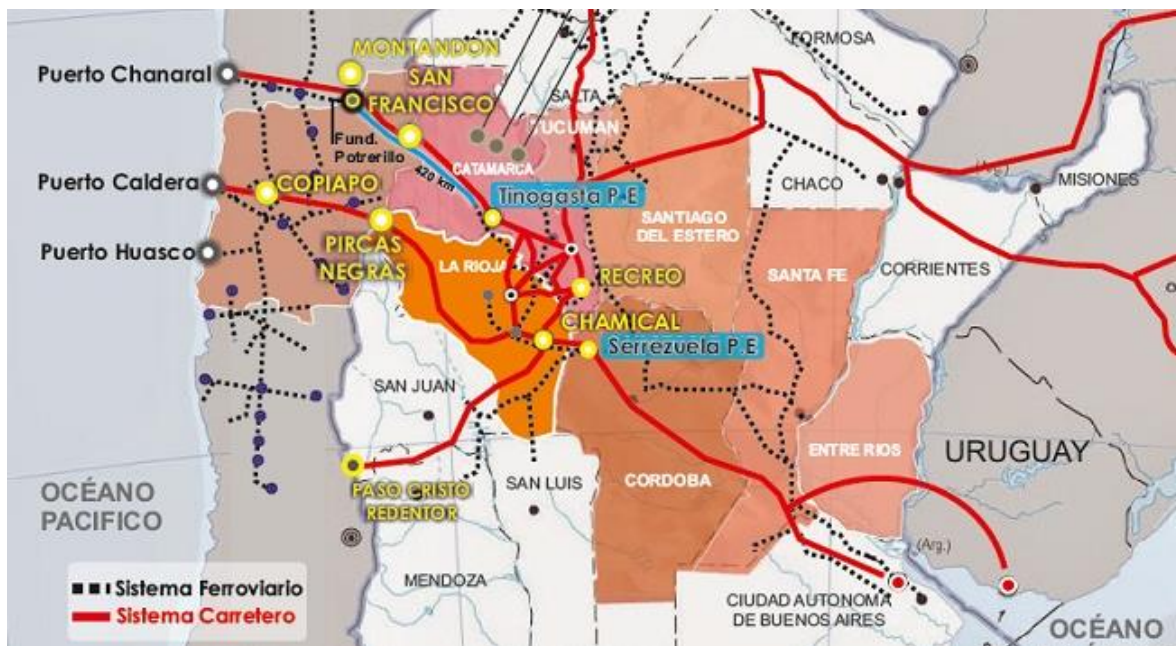 FORMOSA
MONTANDON
SAN
FRANCISCO
Puerto Chanaral
SALTA
TUCUMAN
Fund.
Potrerillo
CATAMARCA
(Arg.)
MISIONES
Puerto Caldera
COPIAPO
420 km
Tinogasta P.E
CHACO
SANTIAGO
DEL ESTERO
Puerto Huasco
PIRCAS
NEGRAS
LA RIOJA
SANTA FE
CORRIENTES
RECREO
CHAMICAL
Serrezuela P.E
SAN JUAN
ENTRE RIOS
URUGUAY
PASO CRISTO
REDENTOR
SAN LUIS
CORDOBA
OCÉANO
PACIFICO
(Arg.)
MENDOZA
CIUDAD AUTONOMA
DE BUENOS AIRES
1
OCÉANO
Sistema Ferroviario
Sistema Carretero